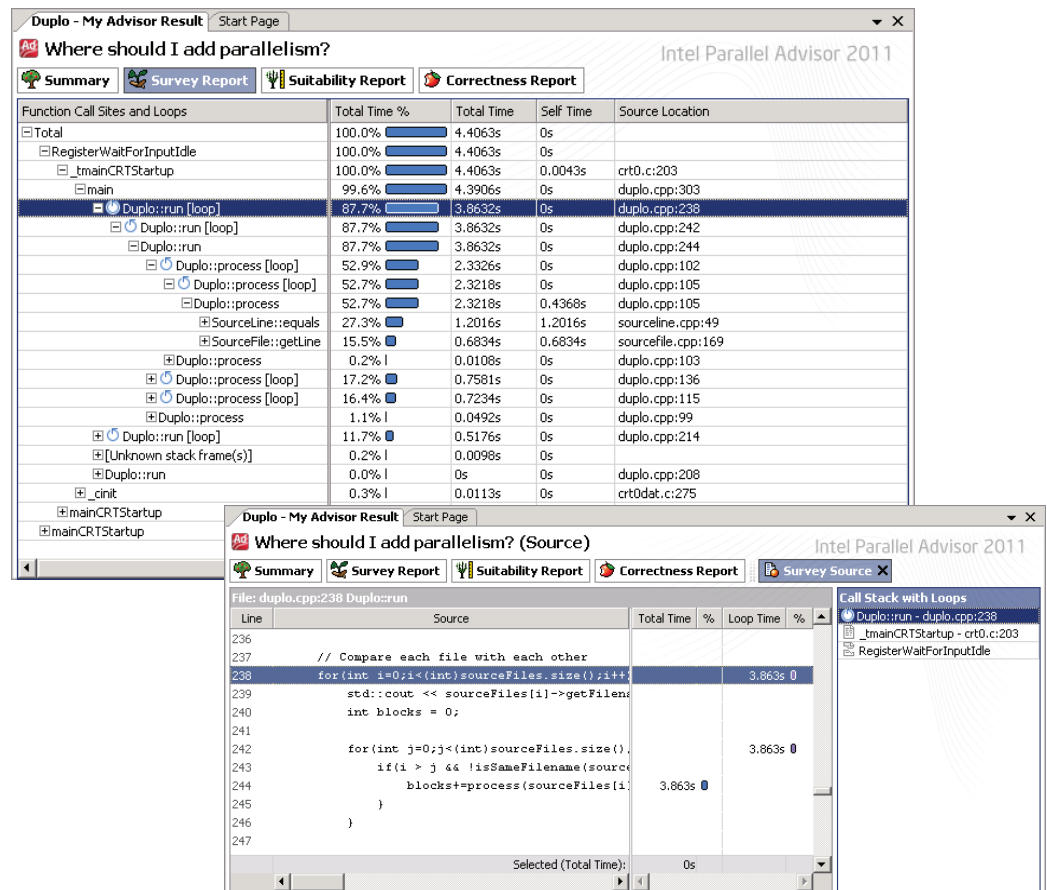 Duplo - My Advisor Result Start Page
Where should I add parallelism? Intel Parallel Advisor 2011
Summary Survey Report Suitability Report Correctness Report
Function Call Sites and Loops Total Time % Total Time Self Time Source Location
Total 100.0% 4.4063s 0s
RegisterWaitForInputIdle 100.0% 4.4063s 0s
_tmainCRTStartup 100.0% 4.4063s 0.0043s crt0.c:203
main 99.6% 4.3906s 0s duplo.cpp:303
Duplo::run [loop] 87.7% 3.8632s 0s duplo.cpp:238
Duplo::run [loop] 87.7% 3.8632s 0s duplo.cpp:242
Duplo::run 87.7% 3.8632s 0s duplo.cpp:244
Duplo::process [loop] 52.9% 2.3326s 0s duplo.cpp:102
Duplo::process [loop] 52.7% 2.3218s 0s duplo.cpp:105
Duplo::process 52.7% 2.3218s 0.4368s duplo.cpp:105
SourceLine::equals 27.3% 1.2016s 1.2016s sourceline.cpp:49
SourceFile::getLine 15.5% 0.6834s 0.6834s sourcefile.cpp:169
Duplo::process 0.2% 0.0108s 0s duplo.cpp:103
Duplo::process [loop] 17.2% 0.7581s 0s duplo.cpp:136
Duplo::process [loop] 16.4% 0.7234s 0s duplo.cpp:115
Duplo::process 1.1% 0.0492s 0s duplo.cpp:99
Duplo::run [loop] 11.7% 0.5176s 0s duplo.cpp:214
[Unknown stack frame(s)] 0.2% 0.0098s 0s
Duplo::run 0.0% 0s 0s duplo.cpp:208
_cinit 0.3% 0.0113s 0s crt0dat.c:275
mainCRTStartup
mainCRTStartup
Duplo - My Advisor Result Start Page
Where should I add parallelism? (Source) Intel Parallel Advisor 2011
Summary Survey Report Suitability Report Correctness Report Survey Source
File: duplo.cpp:238 Duplo::run
Line Source Total Time % Loop Time %
236
237 // Compare each file with each other
238 for(int i=0;i<(int)sourceFiles.size();i++) 3.863s
239 std::cout << sourceFiles[i]->getFilena
240 int blocks = 0;
241
242 for(int j=0;j<(int)sourceFiles.size(), 3.863s
243 if(i > j && !isSameFilename(source
244 blocks+=process(sourceFiles[i] 3.863s
245 }
246 }
247
Selected (Total Time): 0s
Call Stack with Loops
Duplo::run - duplo.cpp:238
_tmainCRTStartup - crt0.c:203
RegisterWaitForInputIdle